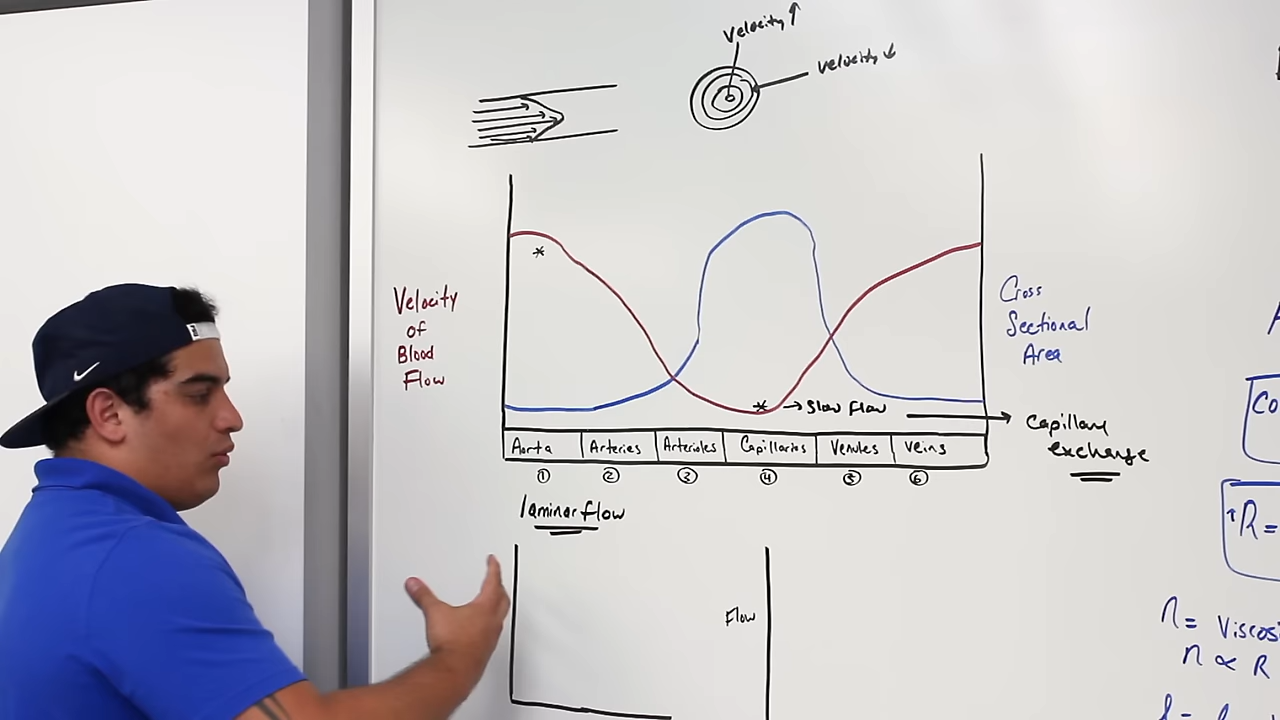 Velocity ↑
Velocity ↓
Velocity
of
Blood
Flow
Cross
Sectional
Area
* → Slow Flow
Capillary
exchange
Aorta Arteries Arterioles Capillaries Venules Veins
① ② ③ ④ ⑤ ⑥
laminar flow
Flow
CO
↑R =
η = Viscosi
η ∝ R